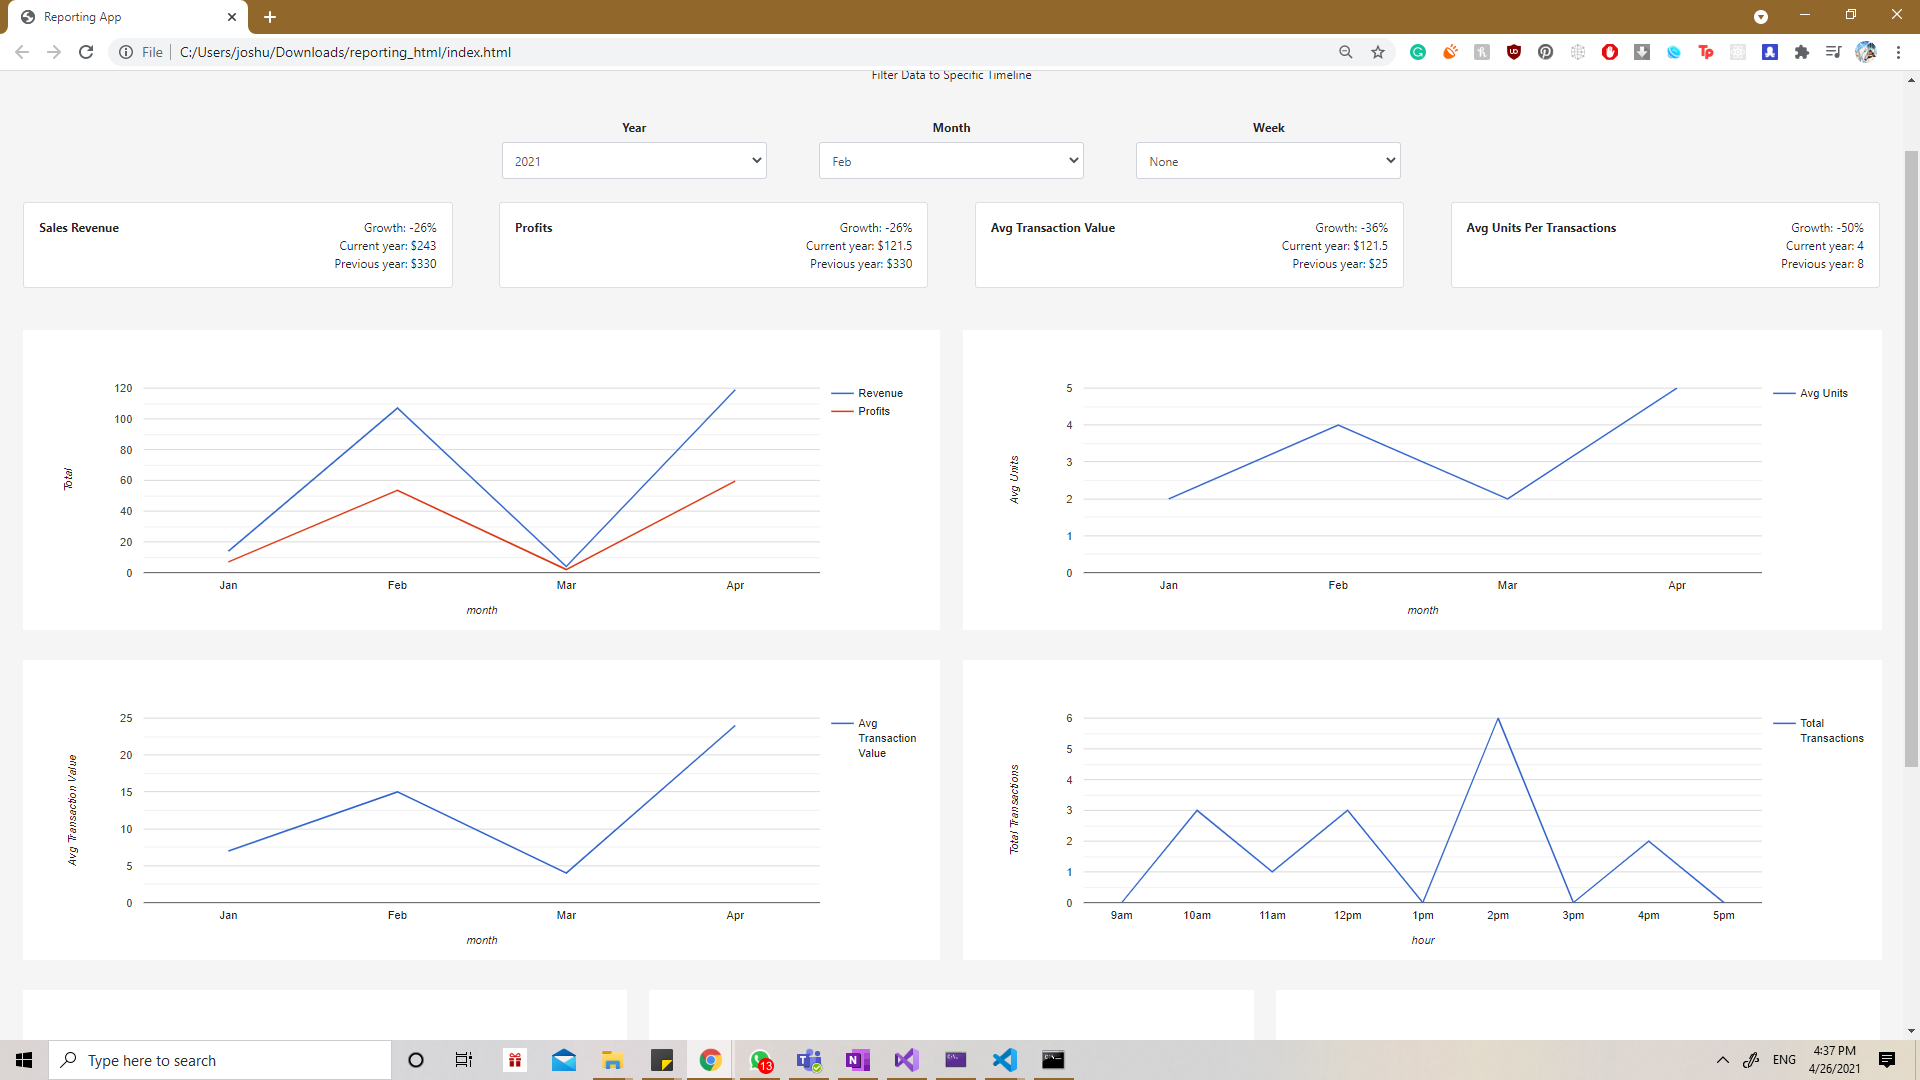 Reporting App
File
C:/Users/joshu/Downloads/reporting_html/index.html
Filter Data to Specific Timeline
Year
Month
Week
2021
Feb
None
Sales Revenue
Growth: -26%
Current year: $243
Previous year: $330
Profits
Growth: -26%
Current year: $121.5
Previous year: $330
Avg Transaction Value
Growth: -36%
Current year: $121.5
Previous year: $25
Avg Units Per Transactions
Growth: -50%
Current year: 4
Previous year: 8
120
100
80
60
40
20
0
Total
Jan
Feb
Mar
Apr
month
Revenue
Profits
5
4
3
2
1
0
Avg Units
Jan
Feb
Mar
Apr
month
Avg Units
25
20
15
10
5
0
Avg Transaction Value
Jan
Feb
Mar
Apr
month
Avg
Transaction
Value
6
5
4
3
2
1
0
Total Transactions
9am
10am
11am
12pm
1pm
2pm
3pm
4pm
5pm
hour
Total
Transactions
Type here to search
13
ENG
4:37 PM
4/26/2021